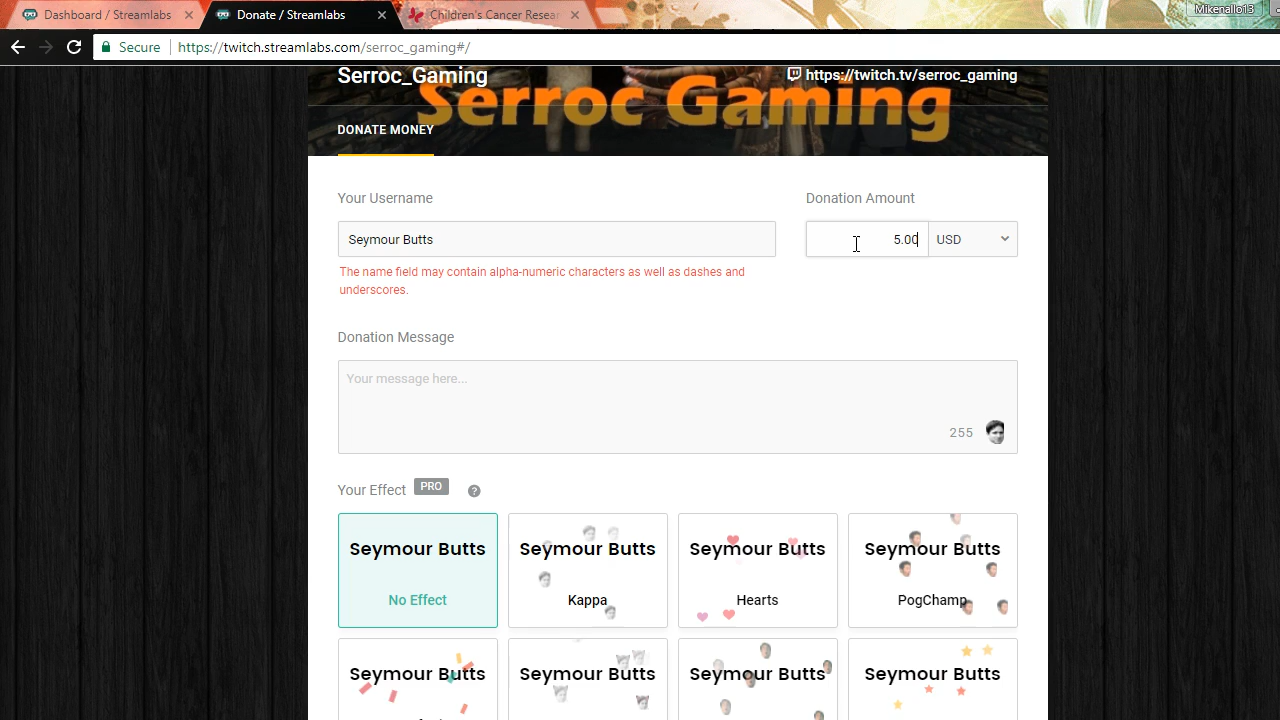 Mikenallo13
Dashboard / Streamlabs
Donate / Streamlabs
Children's Cancer Resear
Secure
https://twitch.streamlabs.com/serroc_gaming#/
Serroc_Gaming
https://twitch.tv/serroc_gaming
Serroc Gaming
DONATE MONEY
Your Username
Donation Amount
Seymour Butts
5.00
USD
The name field may contain alpha-numeric characters as well as dashes and
underscores.
Donation Message
Your message here...
255
Your Effect
PRO
?
Seymour Butts
Seymour Butts
Seymour Butts
Seymour Butts
No Effect
Kappa
Hearts
PogChamp
Seymour Butts
Seymour Butts
Seymour Butts
Seymour Butts